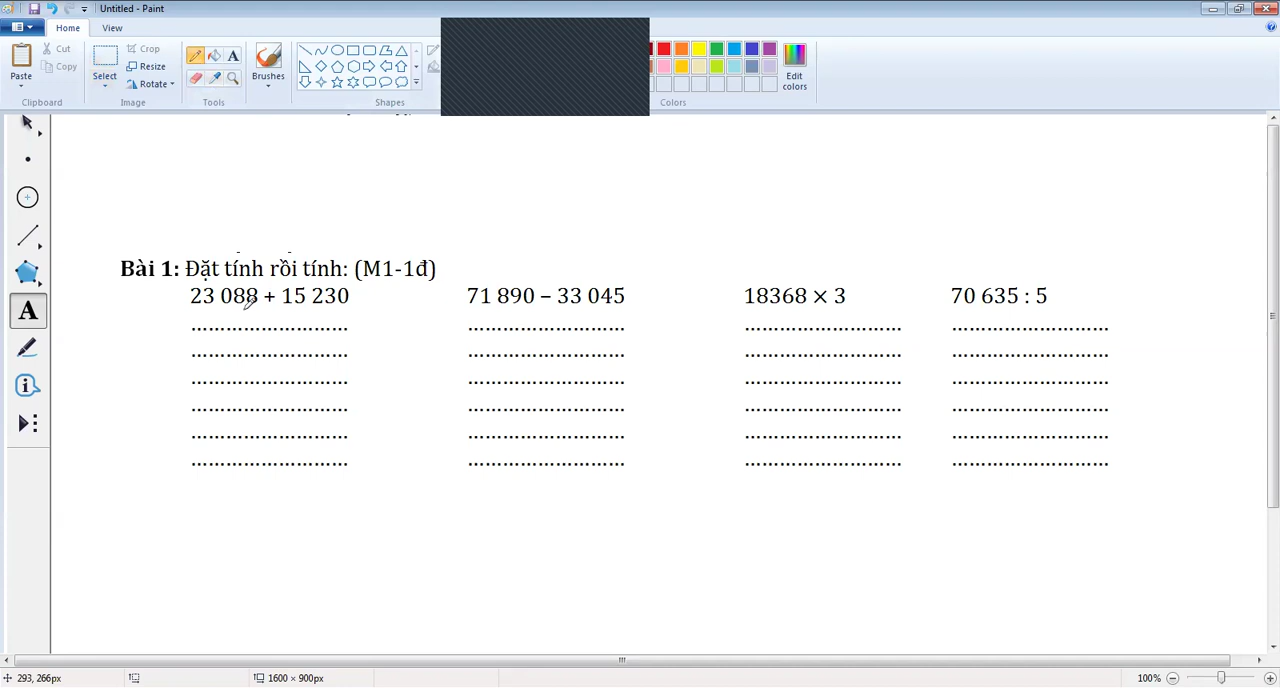 Untitled - Paint
Home View
Paste
Cut
Copy
Clipboard
Select
Crop
Resize
Rotate
Image
A
Tools
Brushes
Shapes
Edit colors
Colors
A
Bài 1: Đặt tính rồi tính: (M1-1đ)
23 088 + 15 230 71 890 – 33 045 18368 × 3 70 635 : 5
................................ ................................ ................................ ................................
................................ ................................ ................................ ................................
................................ ................................ ................................ ................................
................................ ................................ ................................ ................................
................................ ................................ ................................ ................................
................................ ................................ ................................ ................................
293, 266px 1600 × 900px 100%